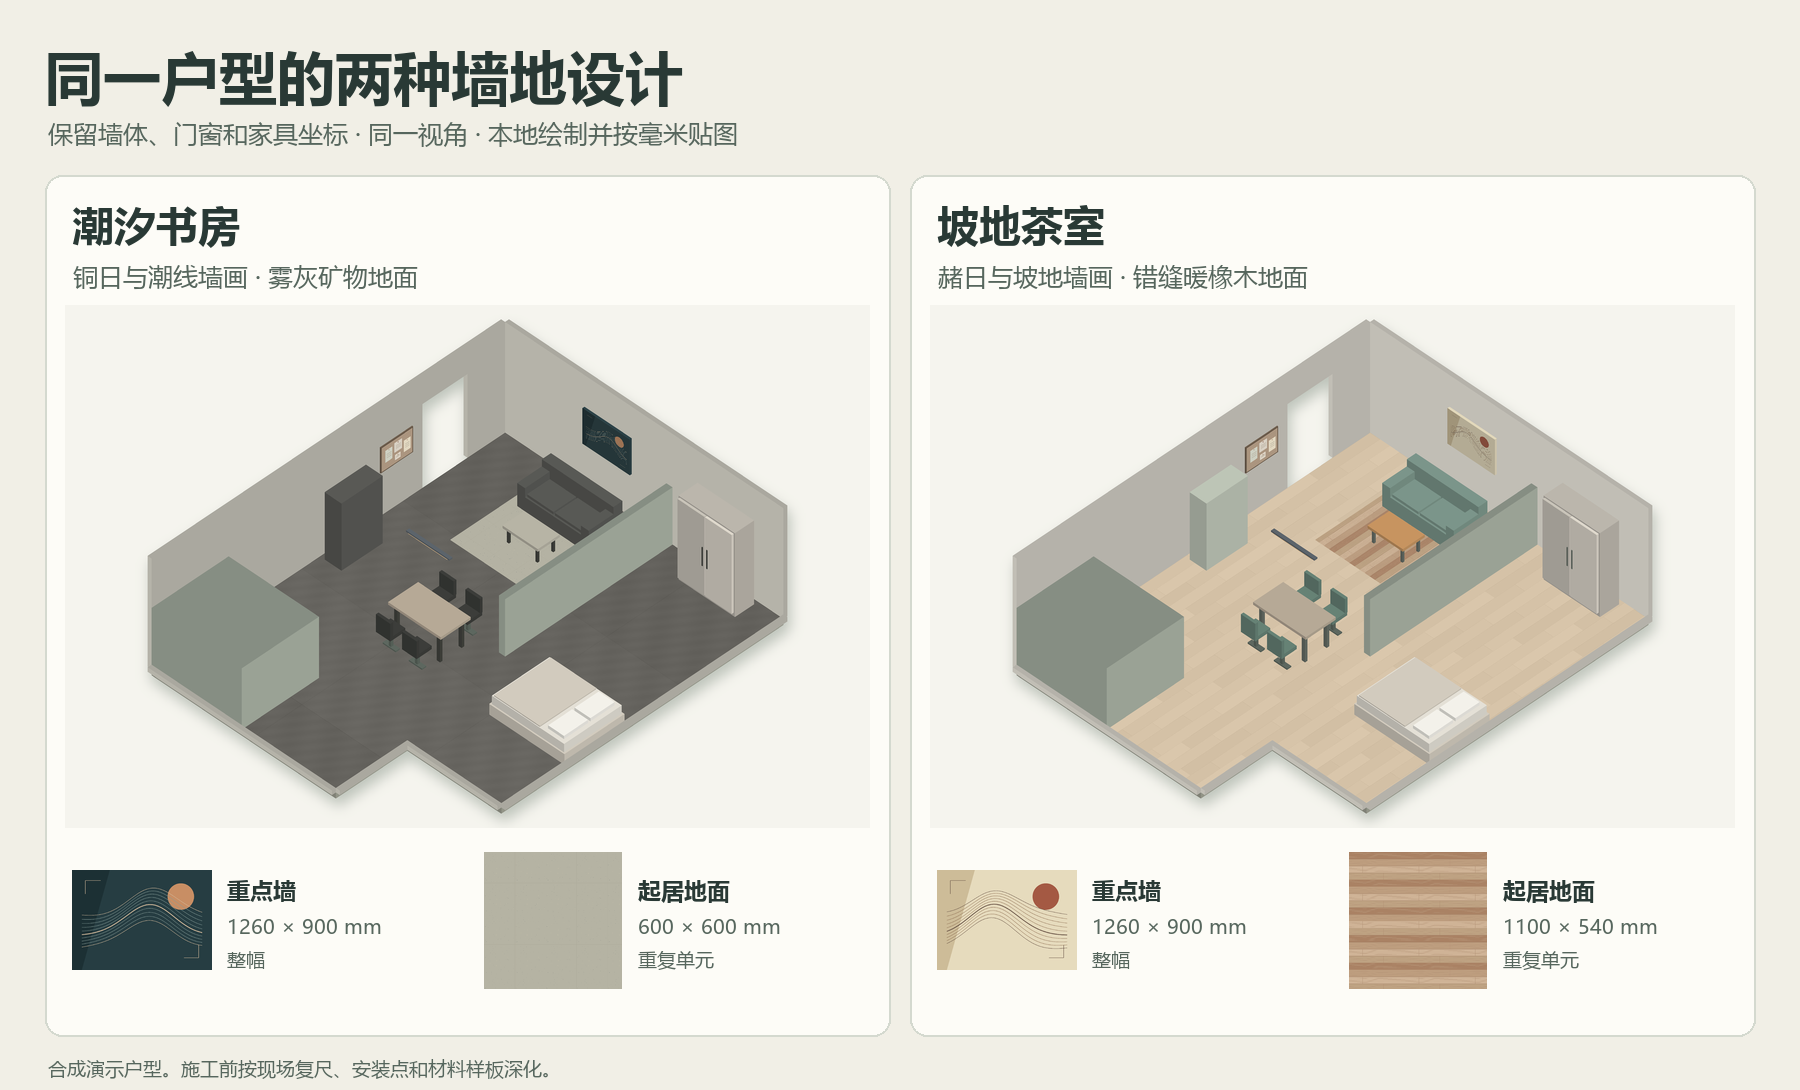 同一户型的两种墙地设计
保留墙体、门窗和家具坐标 · 同一视角 · 本地绘制并按毫米贴图
潮汐书房
铜日与潮线墙画 · 雾灰矿物地面
重点墙
1260 × 900 mm
整幅
起居地面
600 × 600 mm
重复单元
坡地茶室
赭日与坡地墙画 · 错缝暖橡木地面
重点墙
1260 × 900 mm
整幅
起居地面
1100 × 540 mm
重复单元
合成演示户型。施工前按现场复尺、安装点和材料样板深化。